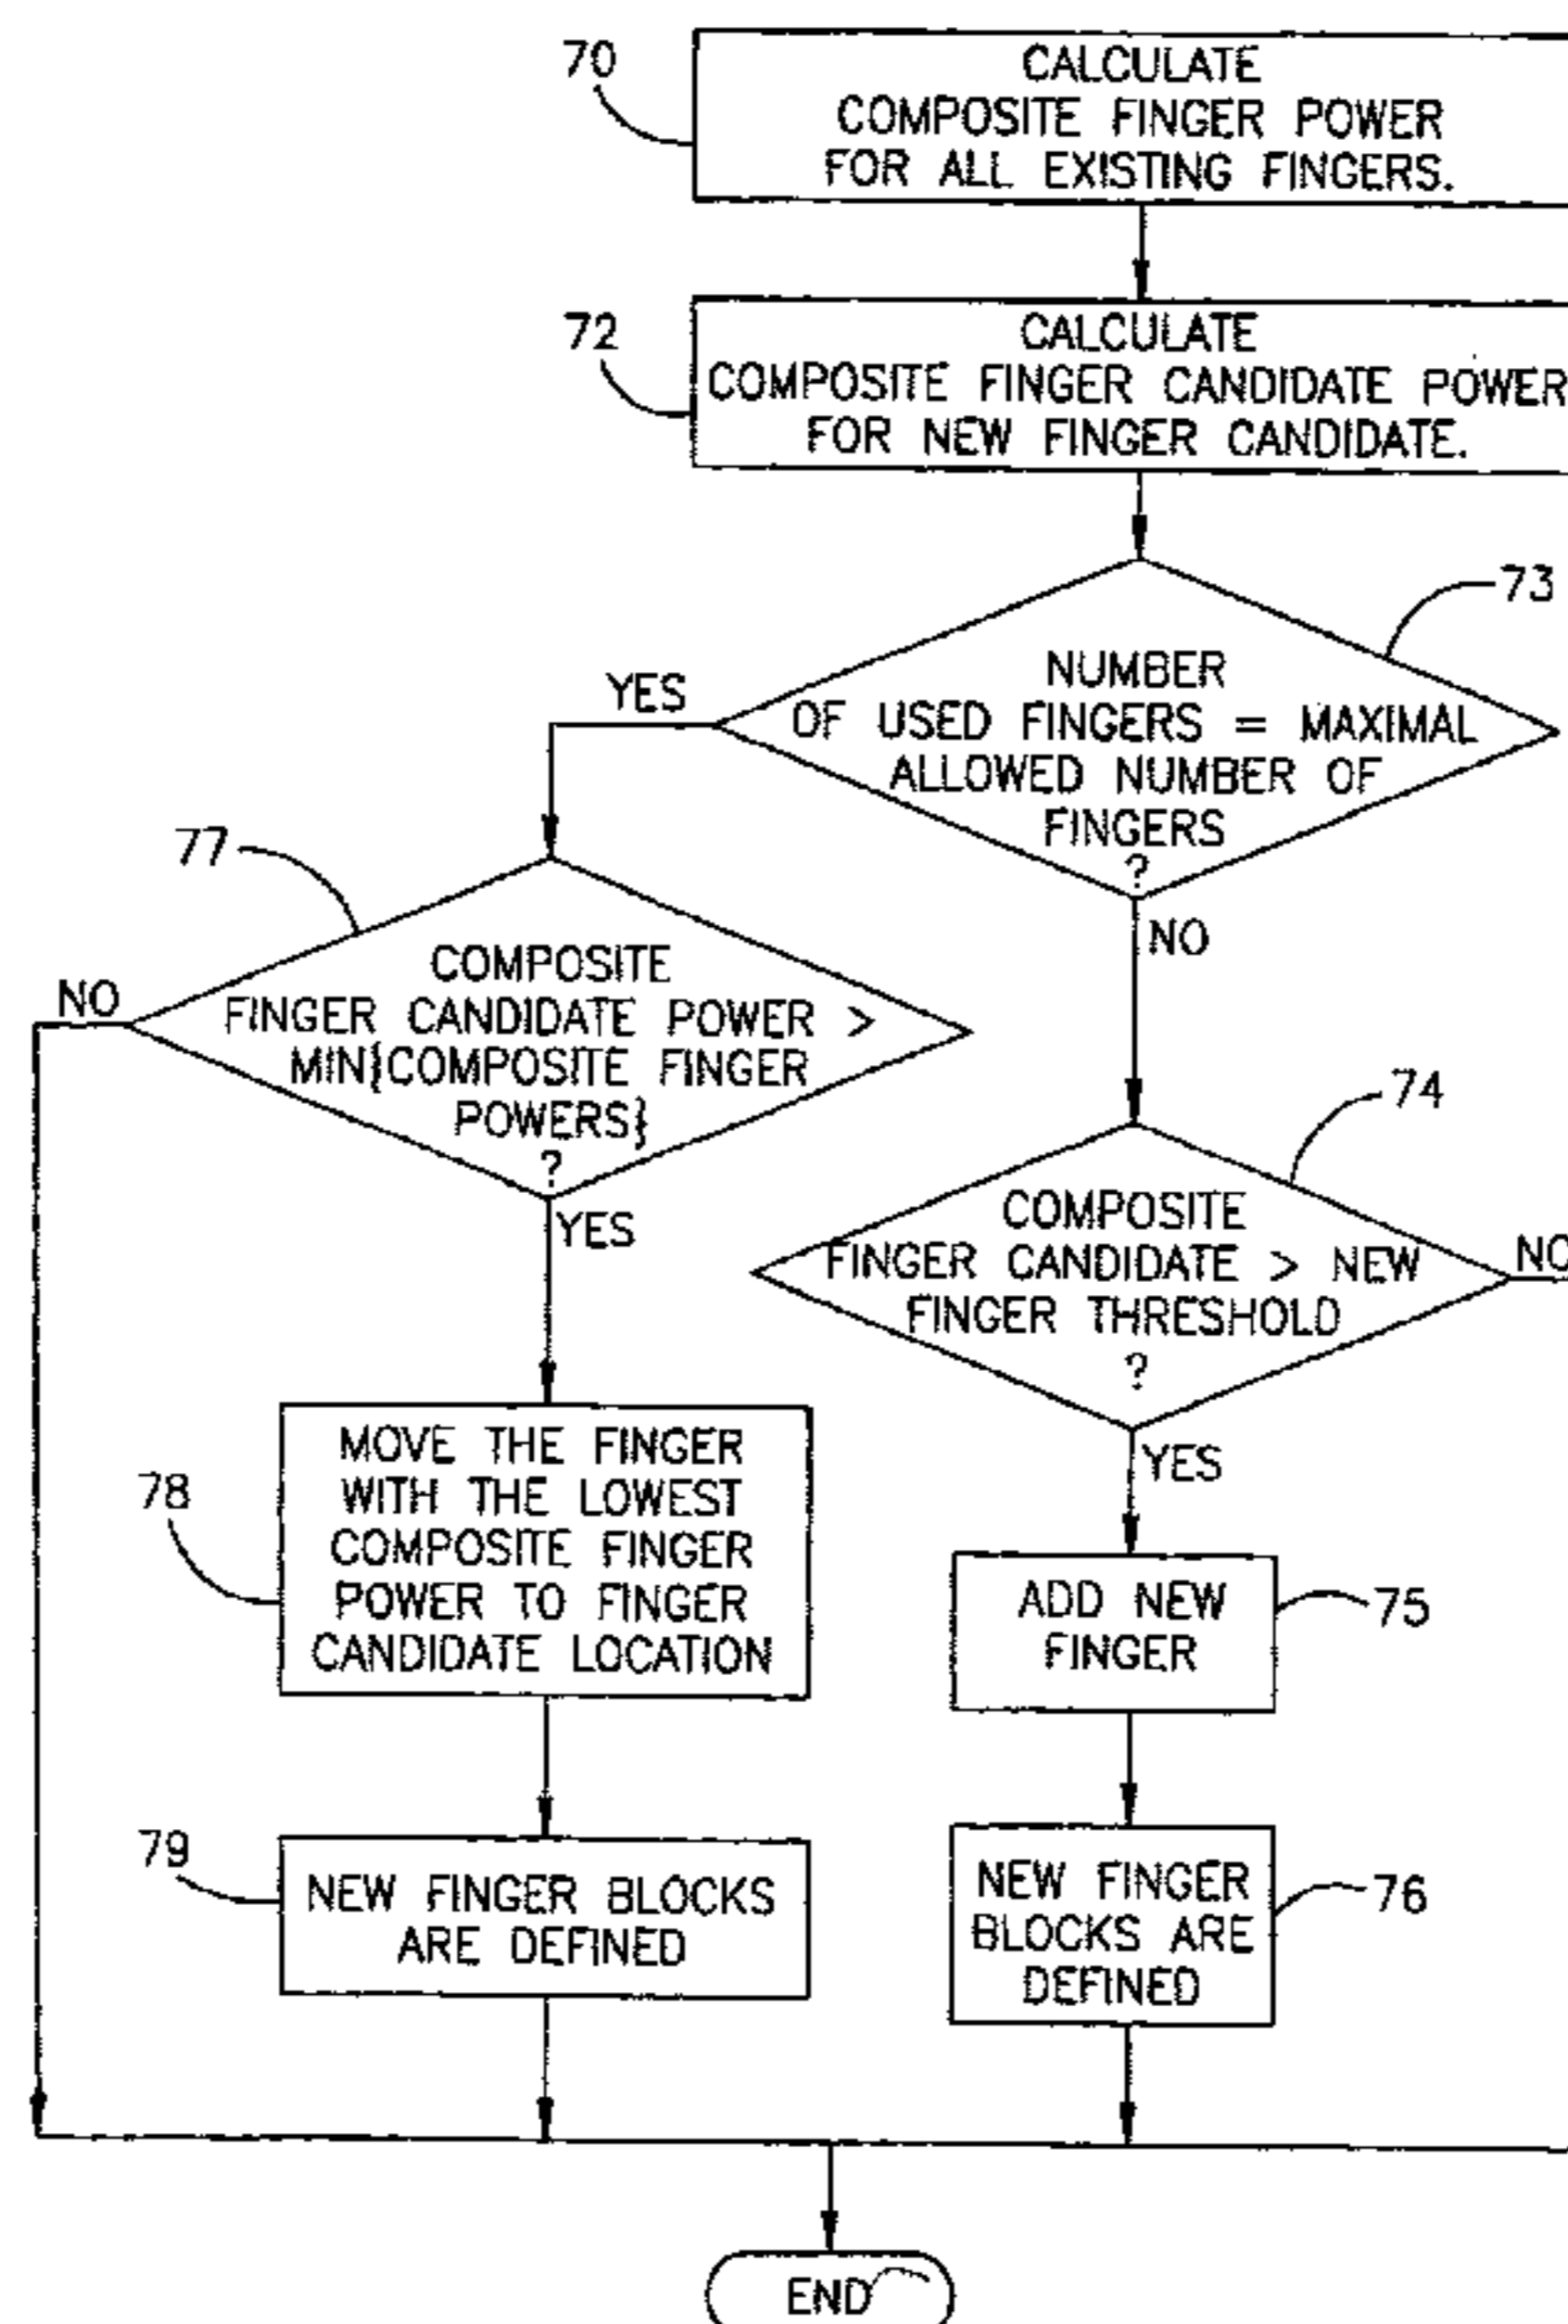 70
CALCULATE
COMPOSITE FINGER POWER
FOR ALL EXISTING FINGERS.
72
CALCULATE
COMPOSITE FINGER CANDIDATE POWER
FOR NEW FINGER CANDIDATE.
73
NUMBER
OF USED FINGERS = MAXIMAL
ALLOWED NUMBER OF
FINGERS
?
YES
NO
77
COMPOSITE
FINGER CANDIDATE POWER >
MIN{COMPOSITE FINGER
POWERS}
?
NO
YES
74
COMPOSITE
FINGER CANDIDATE > NEW
FINGER THRESHOLD
?
NO
YES
78
MOVE THE FINGER
WITH THE LOWEST
COMPOSITE FINGER
POWER TO FINGER
CANDIDATE LOCATION
75
ADD NEW
FINGER
79
NEW FINGER BLOCKS
ARE DEFINED
76
NEW FINGER
BLOCKS ARE
DEFINED
END